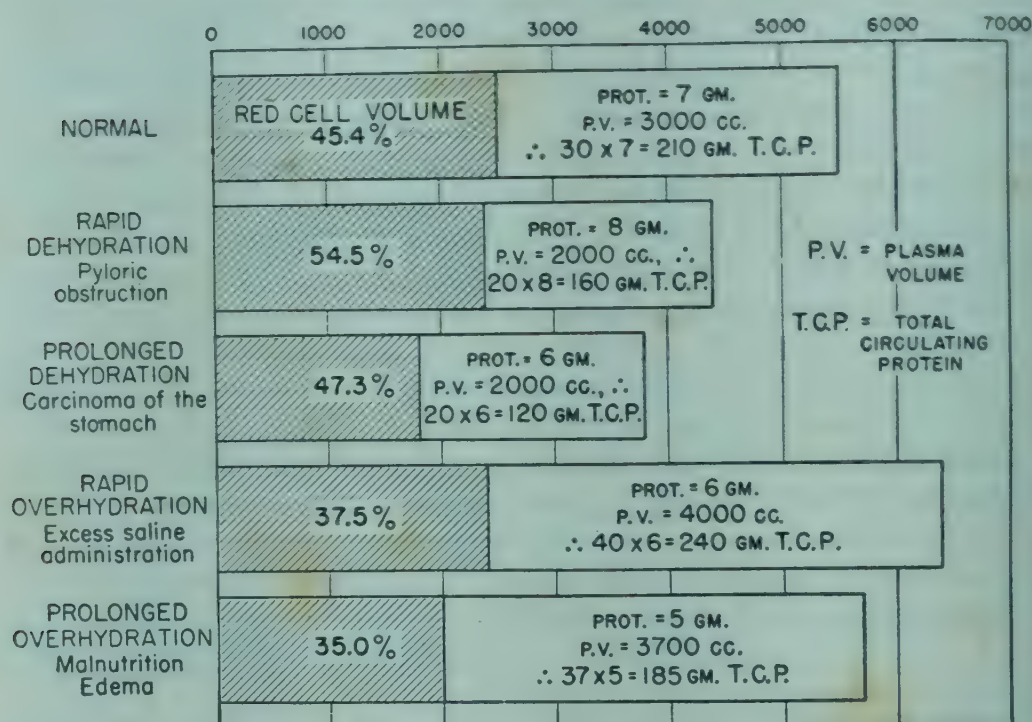 0 1000 2000 3000 4000 5000 6000 7000
NORMAL
RED CELL VOLUME
45.4%
PROT. = 7 GM.
P.V. = 3000 CC.
∴ 30 x 7 = 210 GM. T.C.P.
RAPID
DEHYDRATION
Pyloric
obstruction
54.5%
PROT. = 8 GM.
P.V. = 2000 CC., ∴
20 x 8 = 160 GM. T.C.P.
P.V. = PLASMA
VOLUME
T.C.P. = TOTAL
CIRCULATING
PROTEIN
PROLONGED
DEHYDRATION
Carcinoma of the
stomach
47.3%
PROT. = 6 GM.
P.V. = 2000 CC., ∴
20 x 6 = 120 GM. T.C.P.
RAPID
OVERHYDRATION
Excess saline
administration
37.5%
PROT. = 6 GM.
P.V. = 4000 CC.
∴ 40 x 6 = 240 GM. T.C.P.
PROLONGED
OVERHYDRATION
Malnutrition
Edema
35.0%
PROT. = 5 GM.
P.V. = 3700 CC.
∴ 37 x 5 = 185 GM. T.C.P.